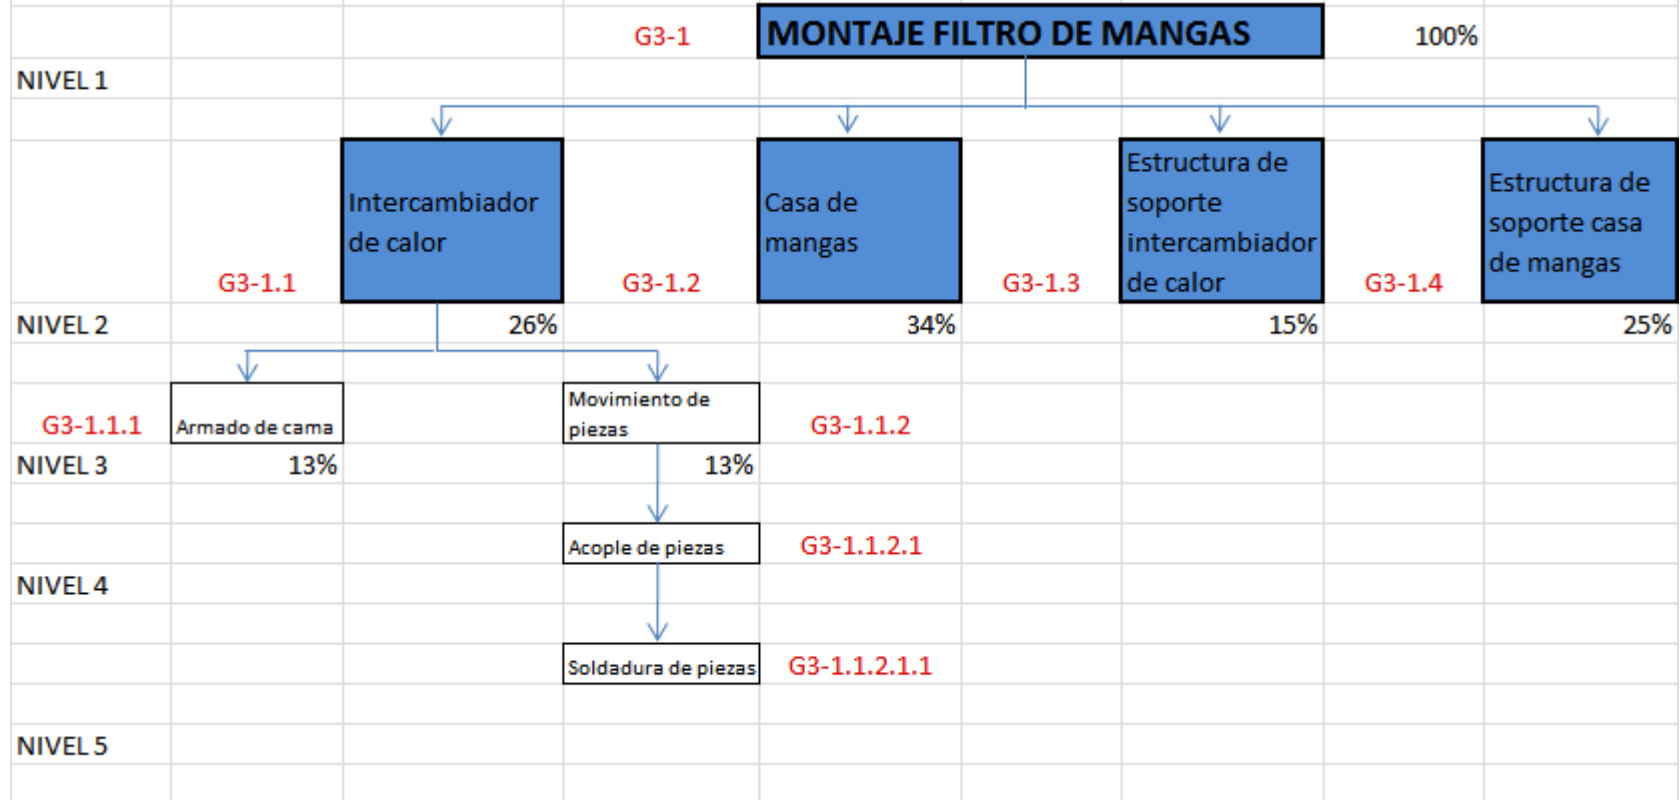 G3-1 MONTAJE FILTRO DE MANGAS 100%
NIVEL 1
Intercambiador
de calor
Casa de
mangas
Estructura de
soporte
intercambiador
de calor
Estructura de
soporte casa
de mangas
G3-1.1 G3-1.2 G3-1.3 G3-1.4
NIVEL 2 26% 34% 15% 25%
G3-1.1.1 Armado de cama
Movimiento de
piezas
G3-1.1.2
NIVEL 3 13% 13%
Acople de piezas G3-1.1.2.1
NIVEL 4
Soldadura de piezas G3-1.1.2.1.1
NIVEL 5